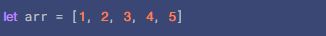 let arr = [1, 2, 3, 4, 5]